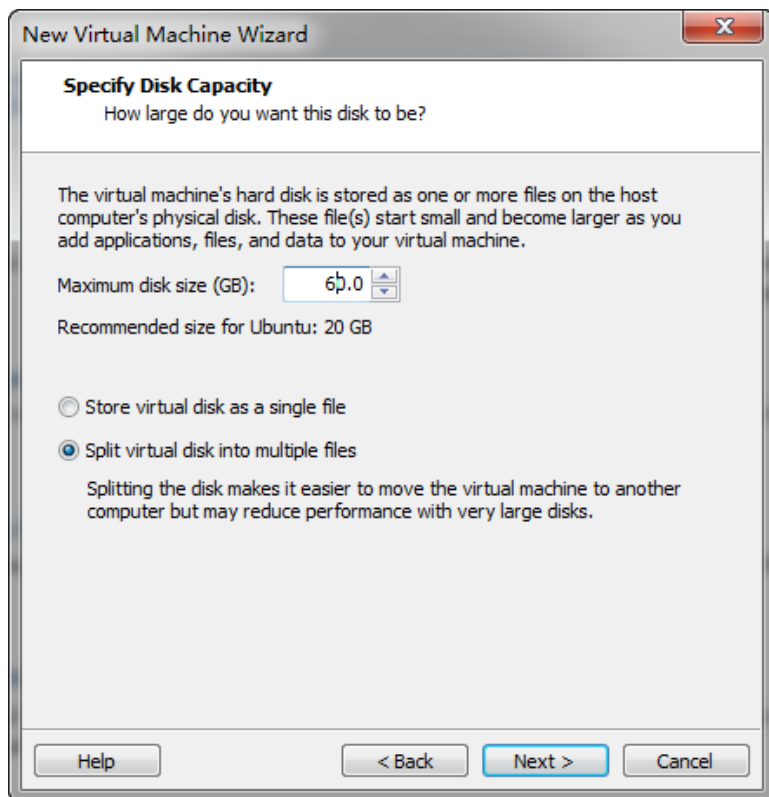 New Virtual Machine Wizard
Specify Disk Capacity
How large do you want this disk to be?
The virtual machine's hard disk is stored as one or more files on the host
computer's physical disk. These file(s) start small and become larger as you
add applications, files, and data to your virtual machine.
Maximum disk size (GB): 60.0
Recommended size for Ubuntu: 20 GB
Store virtual disk as a single file
Split virtual disk into multiple files
Splitting the disk makes it easier to move the virtual machine to another
computer but may reduce performance with very large disks.
Help < Back Next > Cancel